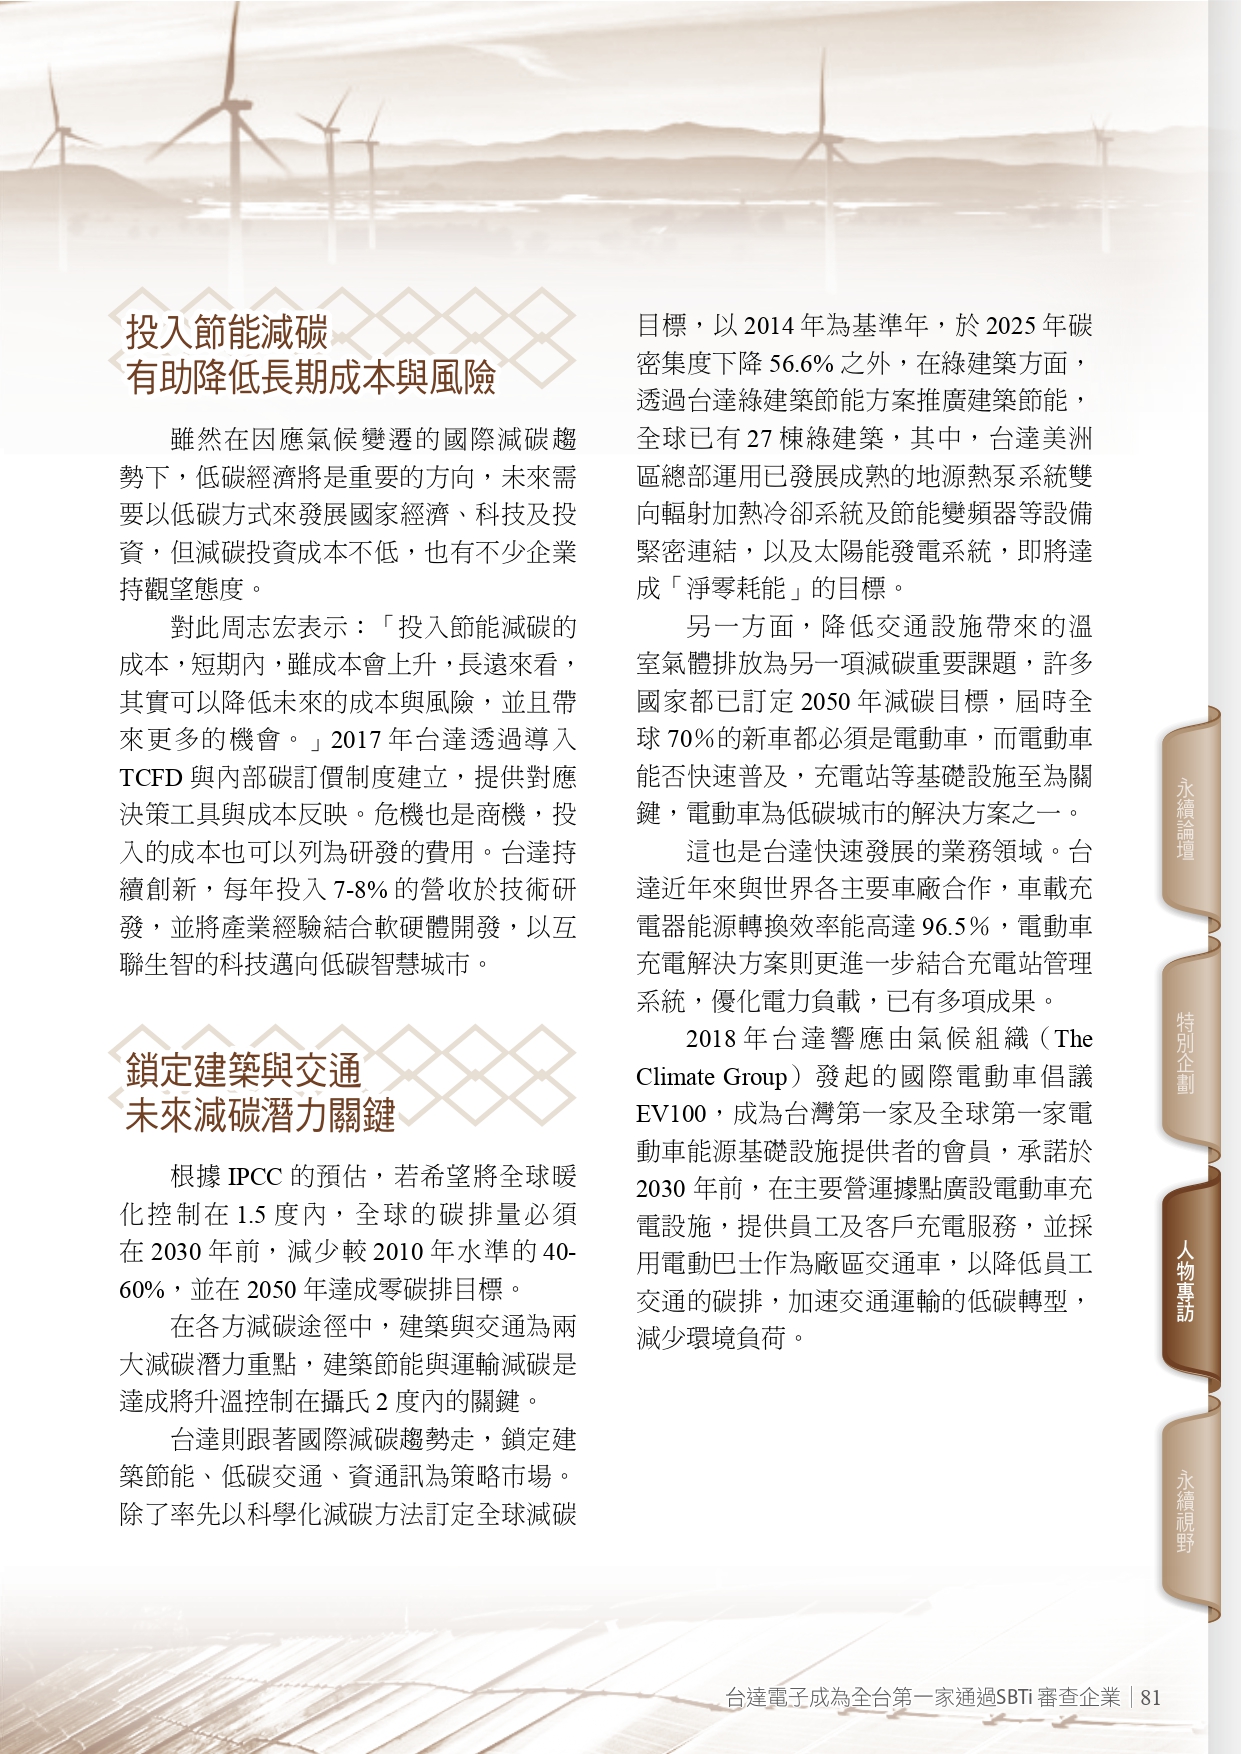 投入節能減碳
有助降低長期成本與風險
雖然在因應氣候變遷的國際減碳趨
勢下，低碳經濟將是重要的方向，未來需
要以低碳方式來發展國家經濟、科技及投
資，但減碳投資成本不低，也有不少企業
持觀望態度。
對此周志宏表示：「投入節能減碳的
成本，短期內，雖成本會上升，長遠來看，
其實可以降低未來的成本與風險，並且帶
來更多的機會。」2017 年台達透過導入
TCFD 與內部碳訂價制度建立，提供對應
決策工具與成本反映。危機也是商機，投
入的成本也可以列為研發的費用。台達持
續創新，每年投入 7-8% 的營收於技術研
發，並將產業經驗結合軟硬體開發，以互
聯生智的科技邁向低碳智慧城市。
鎖定建築與交通
未來減碳潛力關鍵
根據 IPCC 的預估，若希望將全球暖
化控制在 1.5 度內，全球的碳排量必須
在 2030 年前，減少較 2010 年水準的 40-
60%，並在 2050 年達成零碳排目標。
在各方減碳途徑中，建築與交通為兩
大減碳潛力重點，建築節能與運輸減碳是
達成將升溫控制在攝氏 2 度內的關鍵。
台達則跟著國際減碳趨勢走，鎖定建
築節能、低碳交通、資通訊為策略市場。
除了率先以科學化減碳方法訂定全球減碳
目標，以 2014 年為基準年，於 2025 年碳
密集度下降 56.6% 之外，在綠建築方面，
透過台達綠建築節能方案推廣建築節能，
全球已有 27 棟綠建築，其中，台達美洲
區總部運用已發展成熟的地源熱泵系統雙
向輻射加熱冷卻系統及節能變頻器等設備
緊密連結，以及太陽能發電系統，即將達
成「淨零耗能」的目標。
另一方面，降低交通設施帶來的溫
室氣體排放為另一項減碳重要課題，許多
國家都已訂定 2050 年減碳目標，屆時全
球 70%的新車都必須是電動車，而電動車
能否快速普及，充電站等基礎設施至為關
鍵，電動車為低碳城市的解決方案之一。
這也是台達快速發展的業務領域。台
達近年來與世界各主要車廠合作，車載充
電器能源轉換效率能高達 96.5%，電動車
充電解決方案則更進一步結合充電站管理
系統，優化電力負載，已有多項成果。
2018 年台達響應由氣候組織（The
Climate Group）發起的國際電動車倡議
EV100，成為台灣第一家及全球第一家電
動車能源基礎設施提供者的會員，承諾於
2030 年前，在主要營運據點廣設電動車充
電設施，提供員工及客戶充電服務，並採
用電動巴士作為廠區交通車，以降低員工
交通的碳排，加速交通運輸的低碳轉型，
減少環境負荷。
永續論壇
特別企劃
人物專訪
永續視野
台達電子成為全台第一家通過SBTi 審查企業｜81